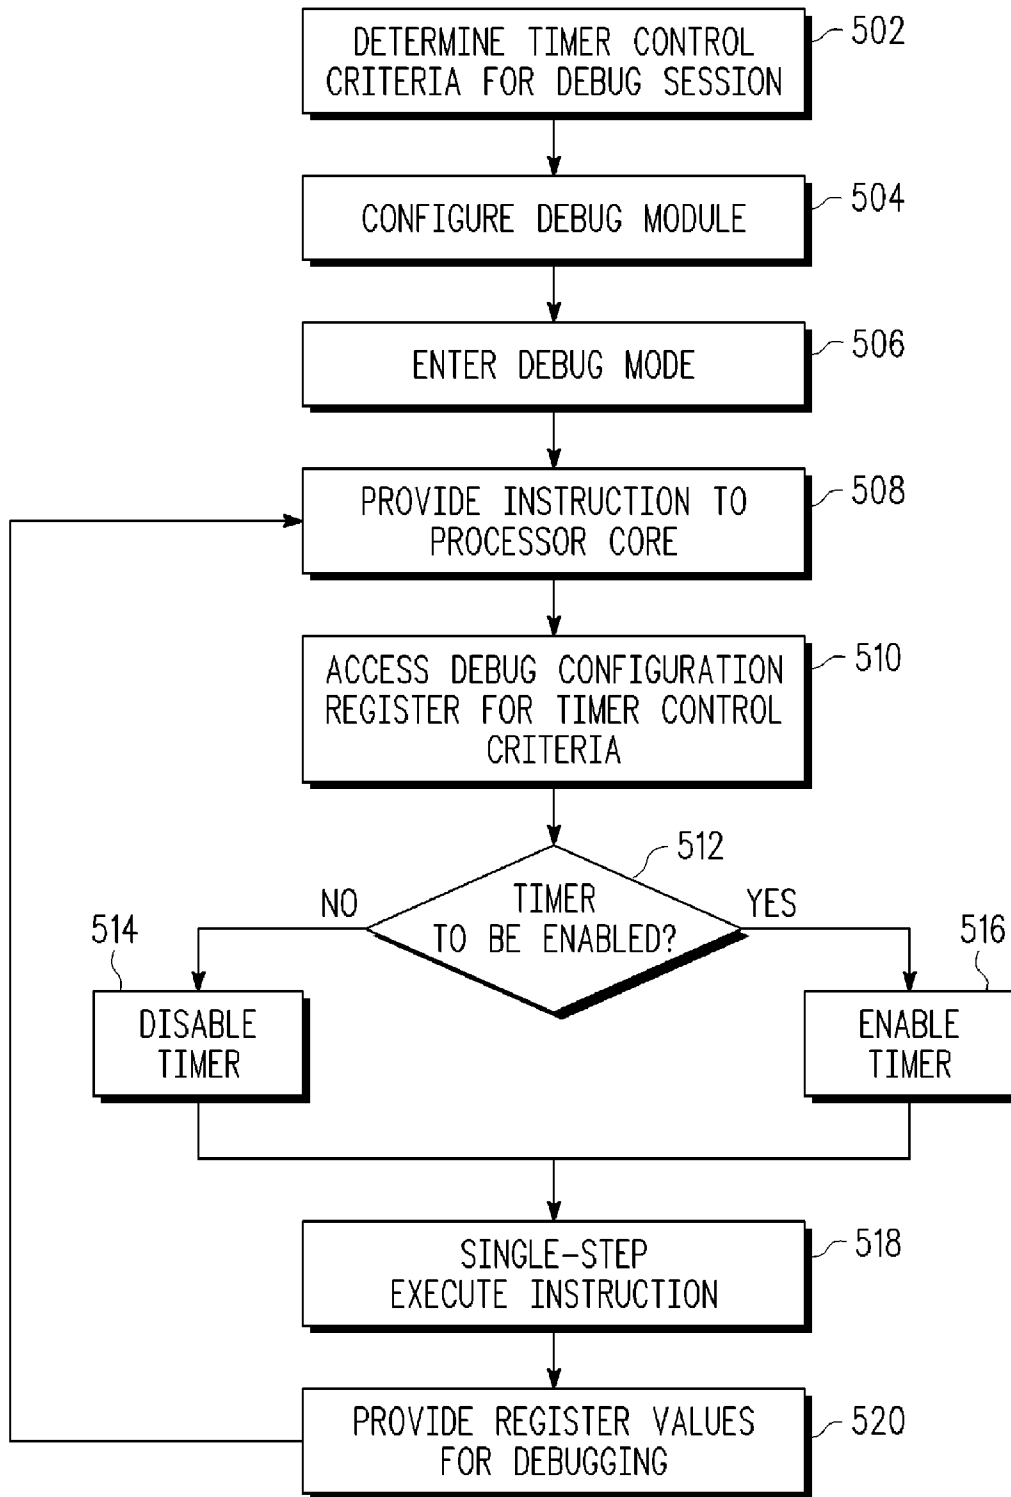 DETERMINE TIMER CONTROL
CRITERIA FOR DEBUG SESSION
502
CONFIGURE DEBUG MODULE
504
ENTER DEBUG MODE
506
PROVIDE INSTRUCTION TO
PROCESSOR CORE
508
ACCESS DEBUG CONFIGURATION
REGISTER FOR TIMER CONTROL
CRITERIA
510
TIMER
TO BE ENABLED?
512
NO
YES
514
DISABLE
TIMER
516
ENABLE
TIMER
SINGLE-STEP
EXECUTE INSTRUCTION
518
PROVIDE REGISTER VALUES
FOR DEBUGGING
520